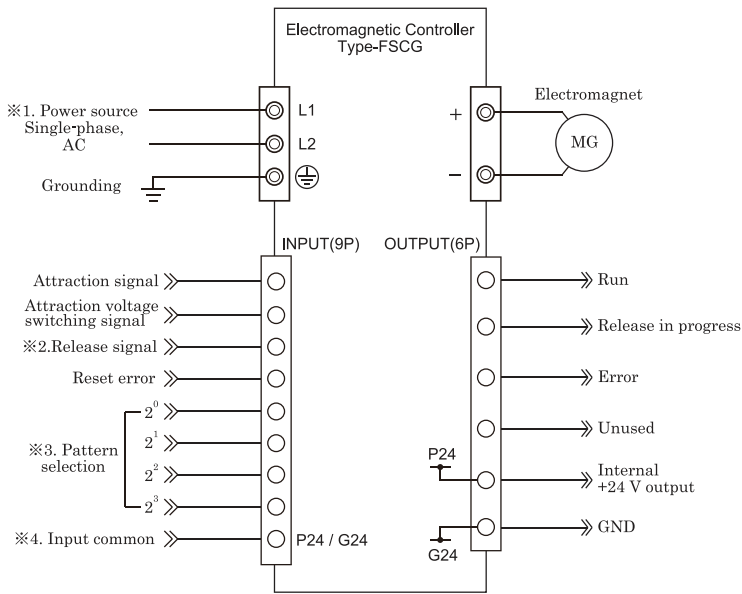 Electromagnetic Controller
Type-FSCG
※1. Power source
Single-phase,
AC
L1
L2
Grounding
+
−
Electromagnet
MG
INPUT(9P)
OUTPUT(6P)
Attraction signal
Attraction voltage
switching signal
※2.Release signal
Reset error
※3. Pattern
selection
2⁰
2¹
2²
2³
※4. Input common
P24 / G24
Run
Release in progress
Error
Unused
P24
Internal
+24 V output
G24
GND